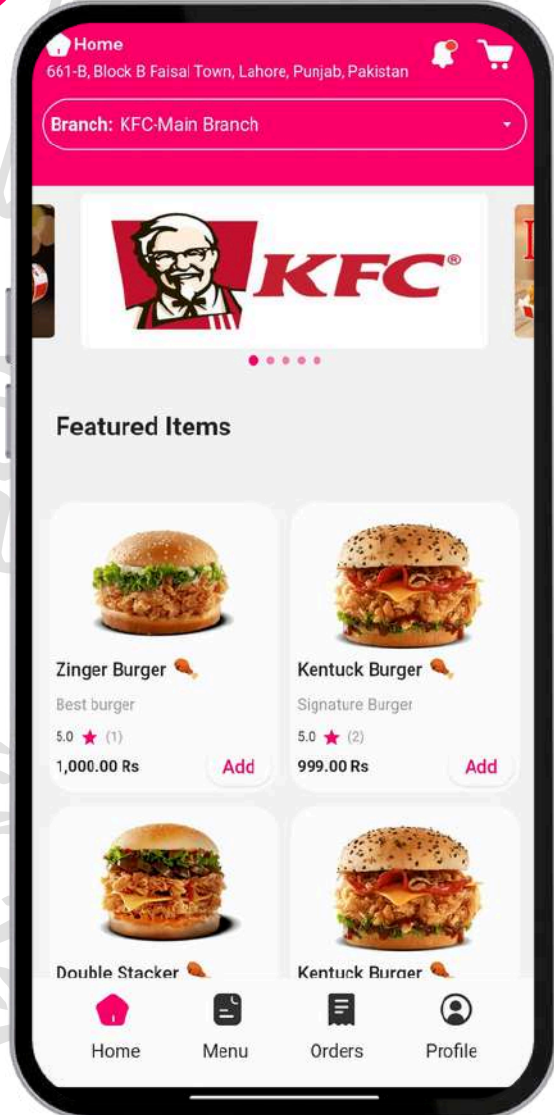 Home
661-B, Block B Faisal Town, Lahore, Punjab, Pakistan
Branch: KFC-Main Branch
KFC®
Featured Items
Zinger Burger
Best burger
5.0 (1)
1,000.00 Rs Add
Kentuck Burger
Signature Burger
5.0 (2)
999.00 Rs Add
Double Stacker
Kentuck Burger
Home Menu Orders Profile